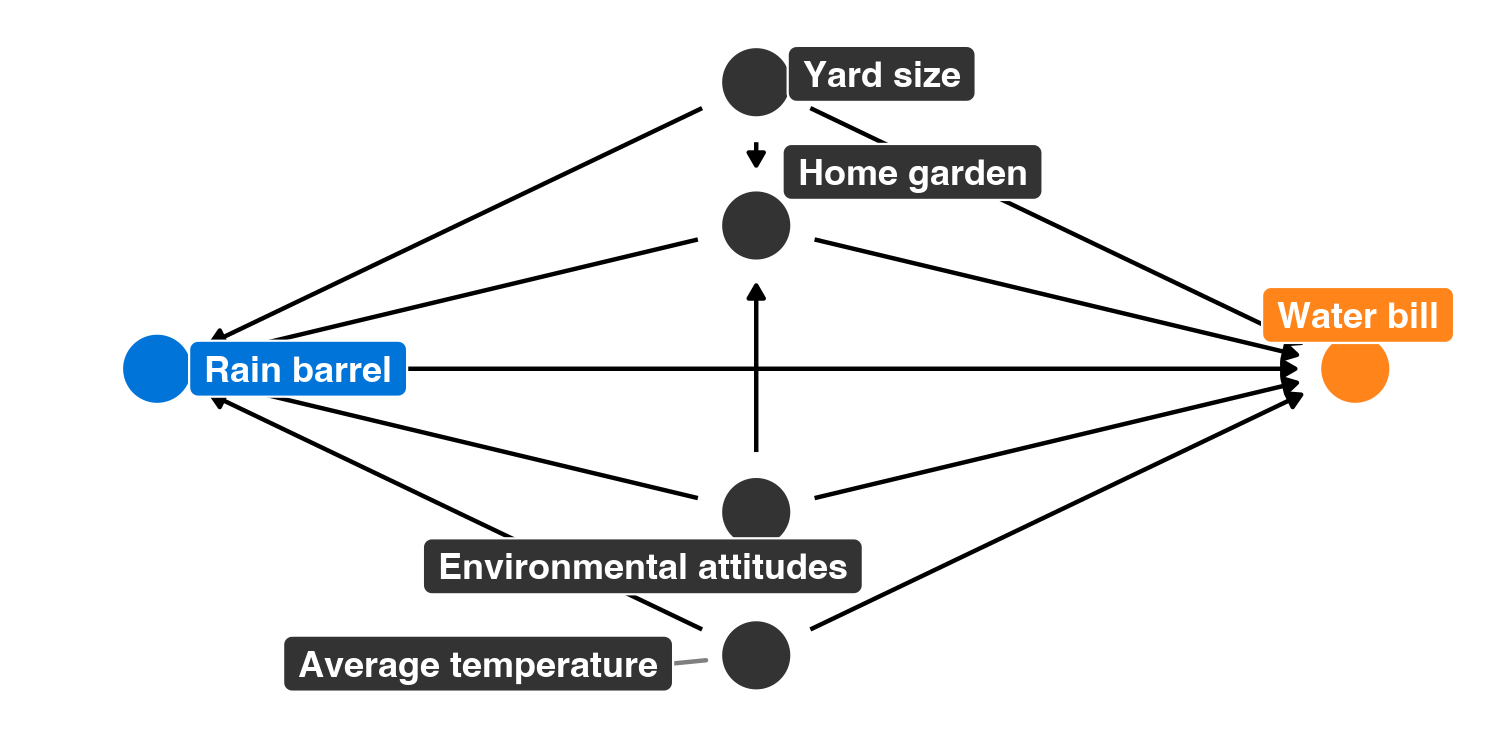 Yard size
Home garden
Water bill
Rain barrel
Environmental attitudes
Average temperature